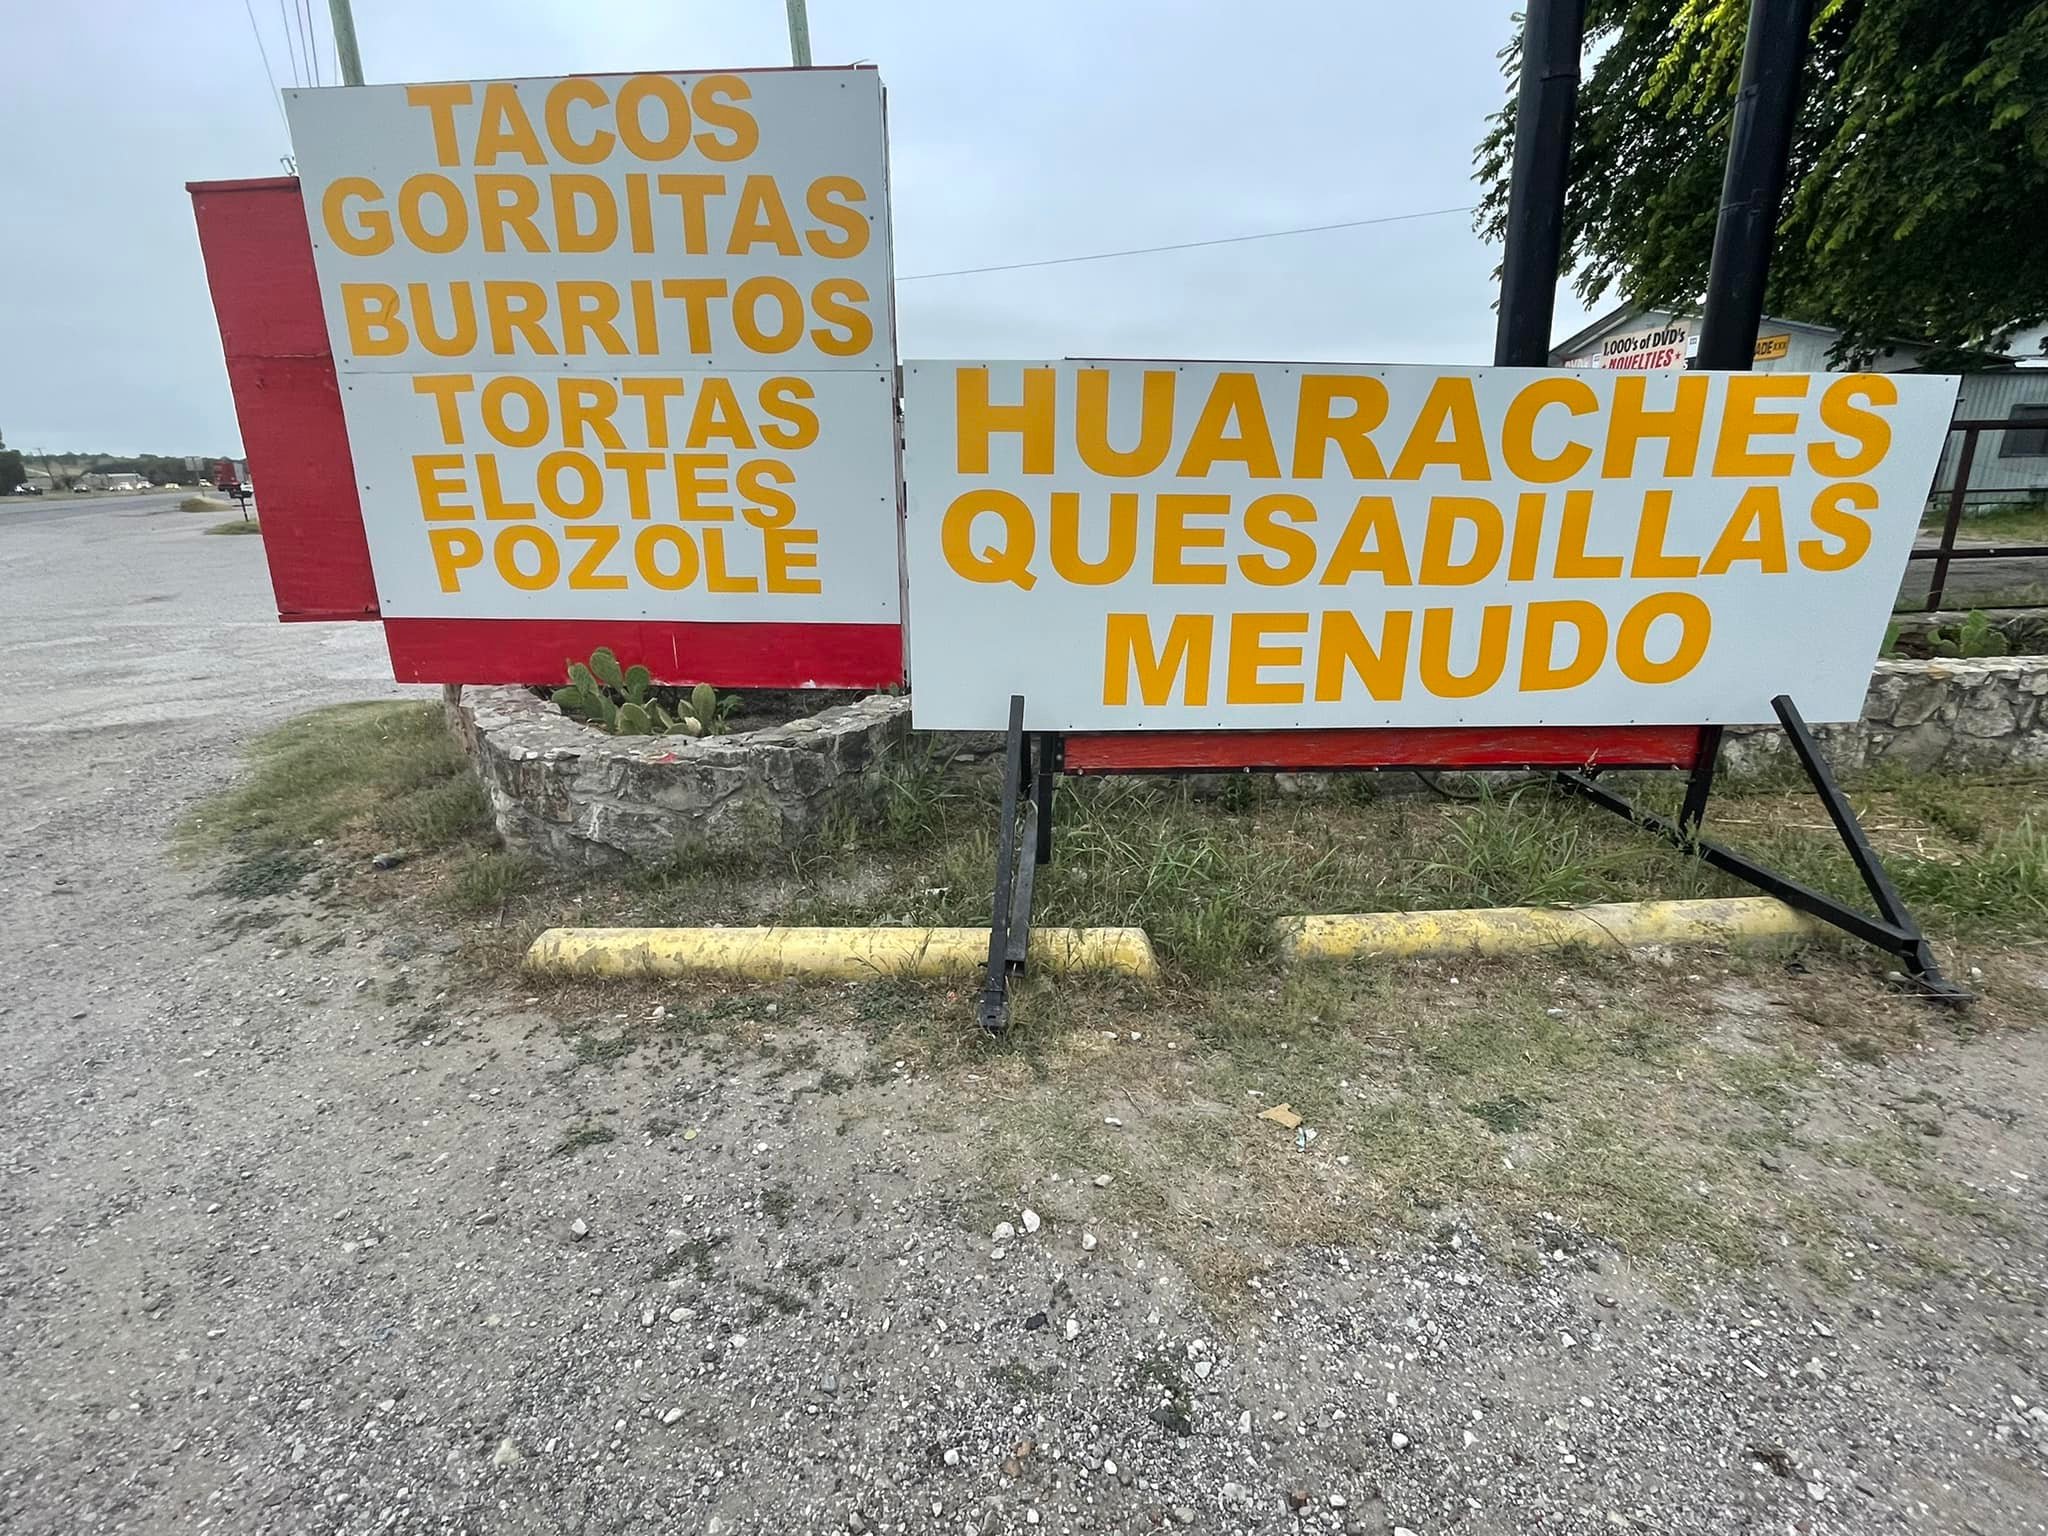 TACOS
GORDITAS
BURRITOS
TORTAS
ELOTES
POZOLE
HUARACHES
QUESADILLAS
MENUDO
1,000's of DVD's
NOVELTIES